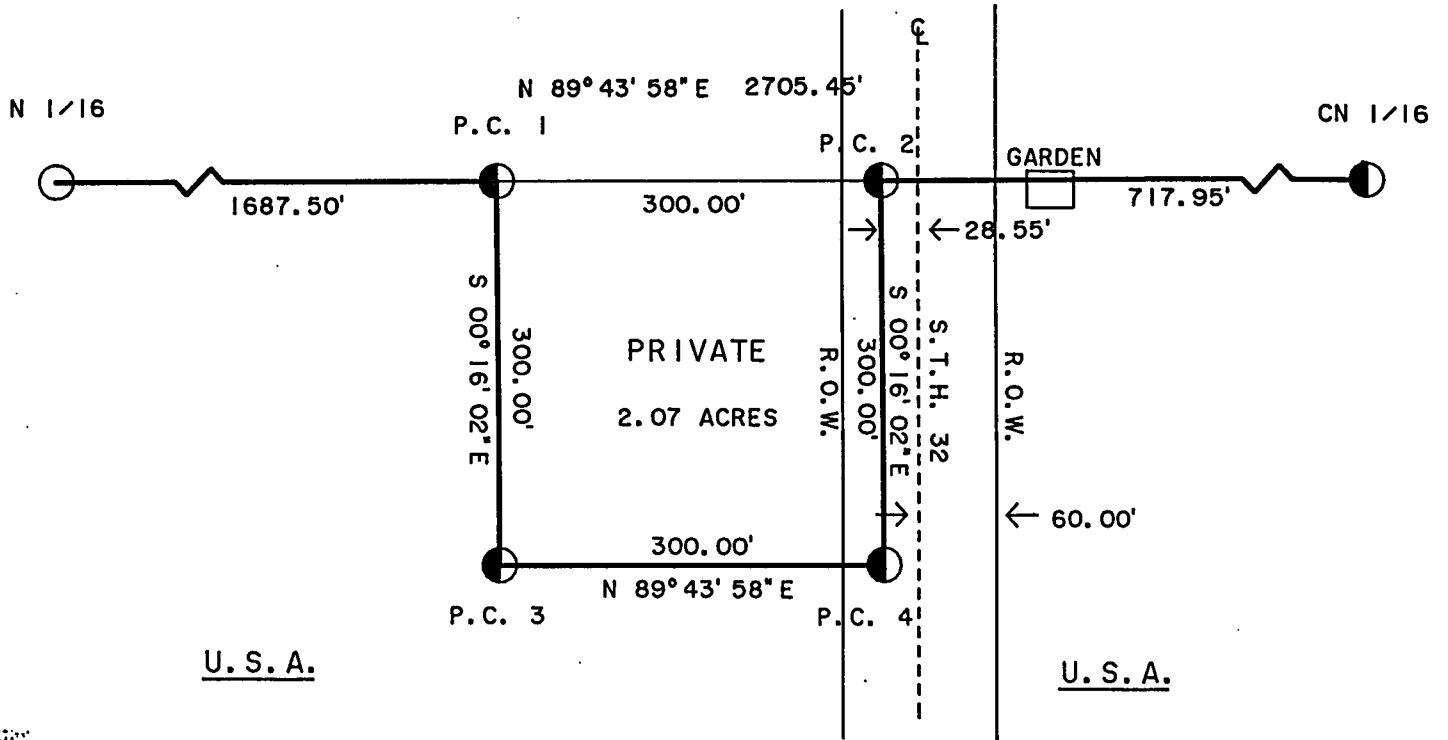 ℄
N 89° 43' 58" E 2705.45'
N 1/16
P.C. 1
P.C. 2
CN 1/16
GARDEN
1687.50'
300.00'
717.95'
28.55'
S 00° 16' 02" E
300.00'
PRIVATE
2.07 ACRES
R.O.W.
300.00'
S 00° 16' 02" E
S.T.H. 32
R.O.W.
60.00'
300.00'
N 89° 43' 58" E
P.C. 3
P.C. 4
U.S.A.
U.S.A.